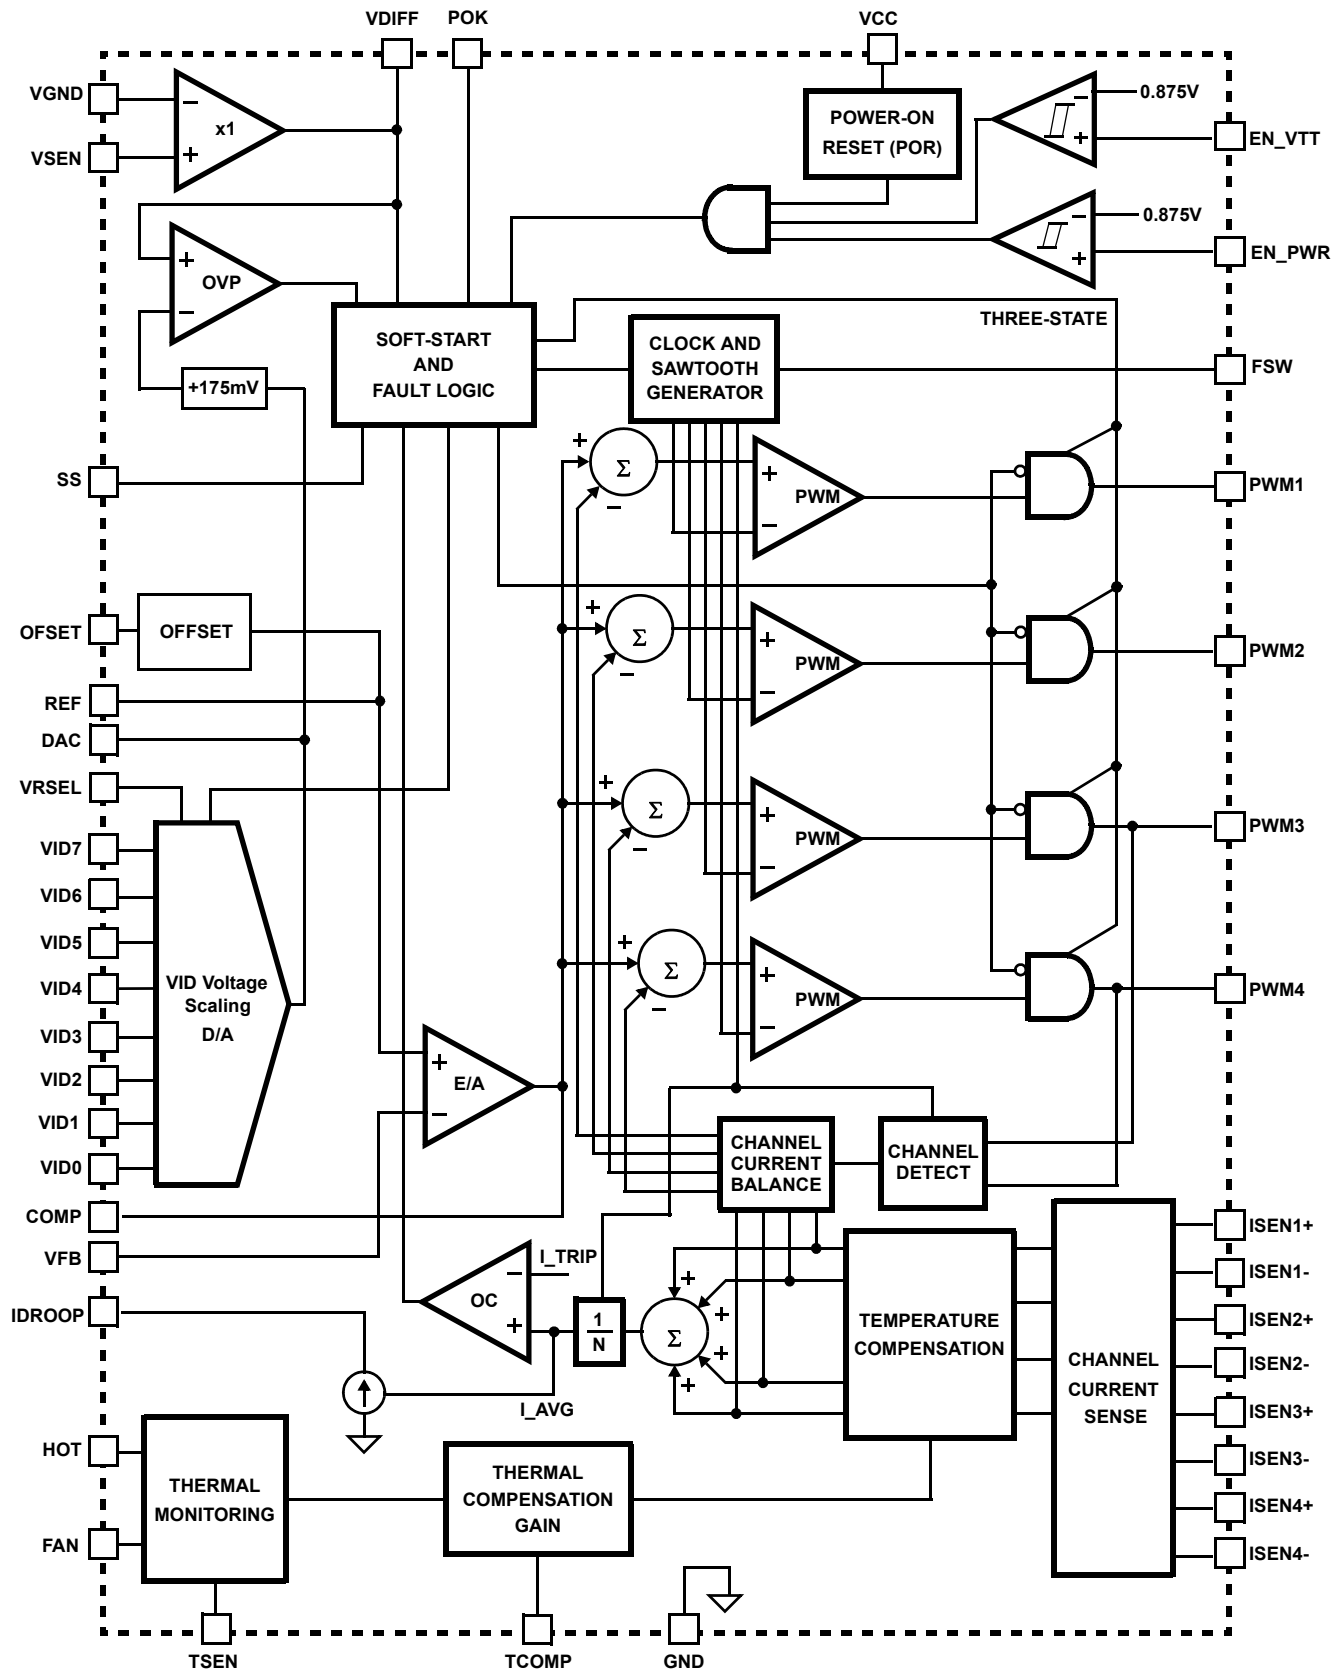 VDIFF
POK
VCC
VGND
VSEN
−
x1
+
POWER-ON
RESET (POR)
−
+
0.875V
EN_VTT
−
+
0.875V
EN_PWR
+
OVP
−
+175mV
SOFT-START
AND
FAULT LOGIC
CLOCK AND
SAWTOOTH
GENERATOR
THREE-STATE
FSW
SS
+
Σ
−
+
PWM
−
PWM1
OFSET
OFFSET
+
Σ
−
+
PWM
−
PWM2
REF
DAC
VRSEL
+
Σ
−
+
PWM
−
PWM3
VID7
VID6
VID5
VID4
VID3
VID2
VID1
VID0
VID Voltage
Scaling
D/A
+
Σ
−
+
PWM
−
PWM4
+
E/A
−
CHANNEL
CURRENT
BALANCE
CHANNEL
DETECT
COMP
VFB
IDROOP
I_TRIP
−
OC
+
1
N
+
+
+
+
Σ
I_AVG
TEMPERATURE
COMPENSATION
CHANNEL
CURRENT
SENSE
ISEN1+
ISEN1-
ISEN2+
ISEN2-
ISEN3+
ISEN3-
ISEN4+
ISEN4-
HOT
FAN
THERMAL
MONITORING
THERMAL
COMPENSATION
GAIN
TSEN
TCOMP
GND